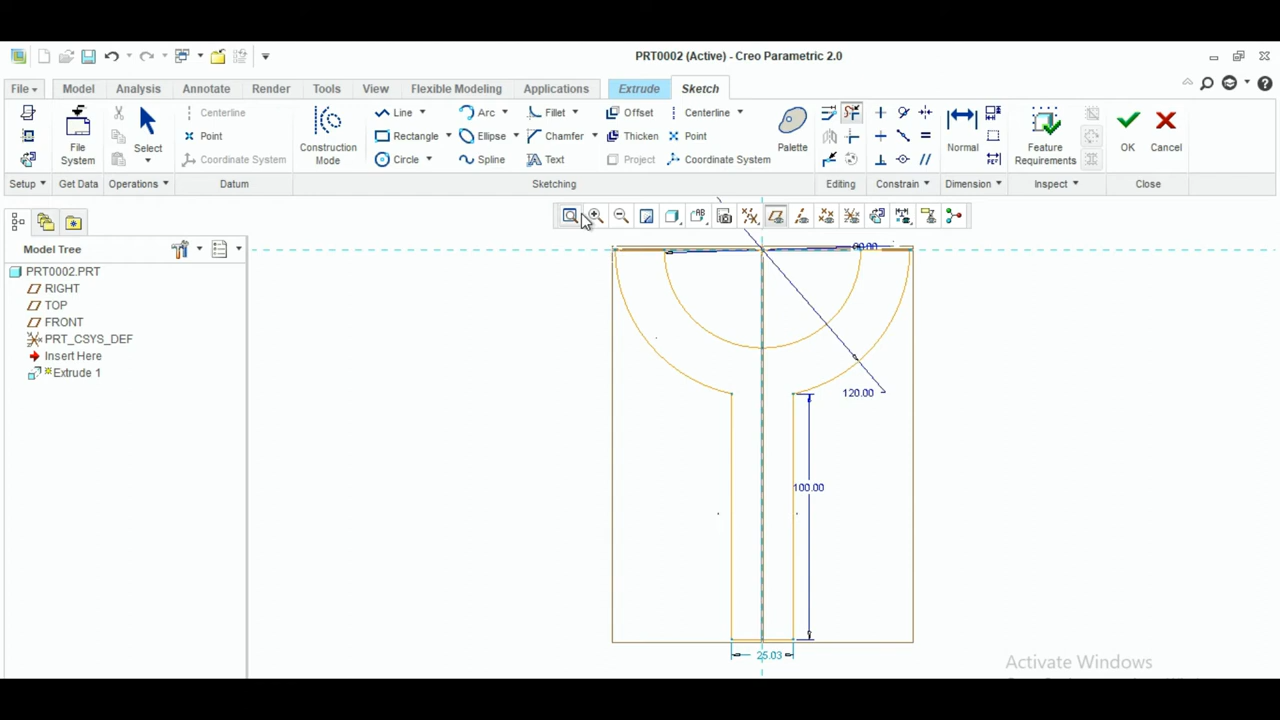 PRT0002 (Active) - Creo Parametric 2.0
File Model Analysis Annotate Render Tools View Flexible Modeling Applications Extrude Sketch
Centerline Line Arc Fillet Offset Centerline
Point Rectangle Ellipse Chamfer Thicken Point
File System Select Coordinate System Construction Mode Circle Spline Text Project Coordinate System Palette Normal Feature Requirements OK Cancel
Setup Get Data Operations Datum Sketching Editing Constrain Dimension Inspect Close
Model Tree
PRT0002.PRT
RIGHT
TOP
FRONT
PRT_CSYS_DEF
Insert Here
Extrude 1
120.00
100.00
25.03
Activate Windows